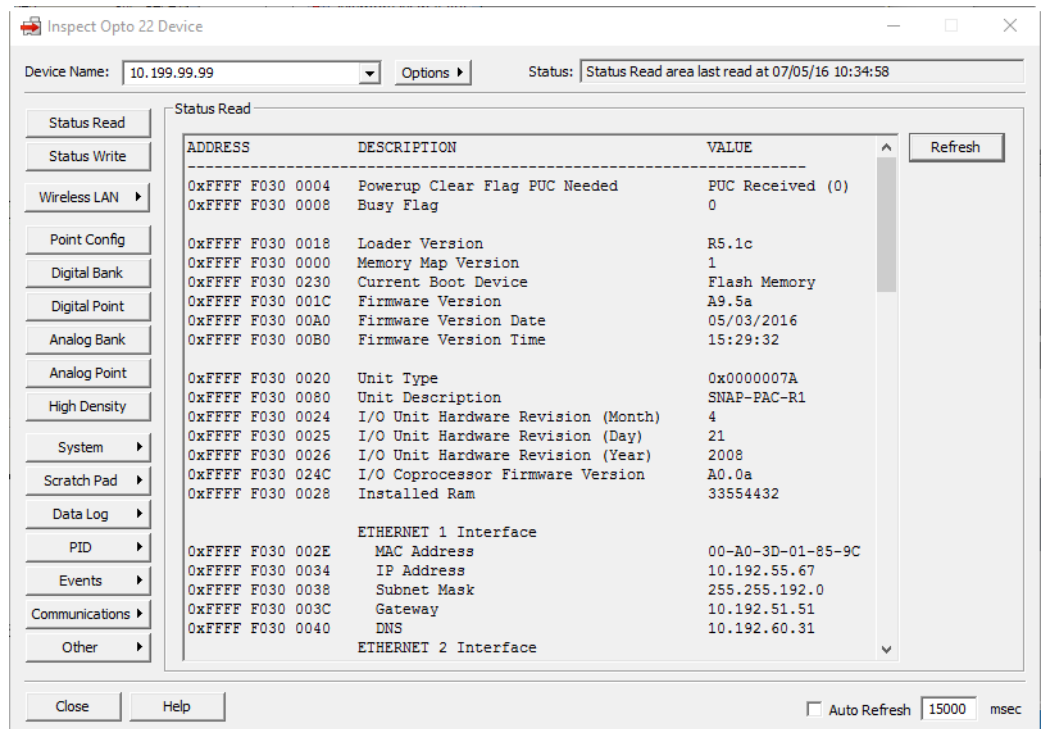 Inspect Opto 22 Device
Device Name: 10.199.99.99 Options Status: Status Read area last read at 07/05/16 10:34:58
Status Read
Status Write
Wireless LAN
Point Config
Digital Bank
Digital Point
Analog Bank
Analog Point
High Density
System
Scratch Pad
Data Log
PID
Events
Communications
Other
Status Read
ADDRESS DESCRIPTION VALUE
--------------------------------------------------------------------
0xFFFF F030 0004 Powerup Clear Flag PUC Needed PUC Received (0)
0xFFFF F030 0008 Busy Flag 0
0xFFFF F030 0018 Loader Version R5.1c
0xFFFF F030 0000 Memory Map Version 1
0xFFFF F030 0230 Current Boot Device Flash Memory
0xFFFF F030 001C Firmware Version A9.5a
0xFFFF F030 00A0 Firmware Version Date 05/03/2016
0xFFFF F030 00B0 Firmware Version Time 15:29:32
0xFFFF F030 0020 Unit Type 0x0000007A
0xFFFF F030 0080 Unit Description SNAP-PAC-R1
0xFFFF F030 0024 I/O Unit Hardware Revision (Month) 4
0xFFFF F030 0025 I/O Unit Hardware Revision (Day) 21
0xFFFF F030 0026 I/O Unit Hardware Revision (Year) 2008
0xFFFF F030 024C I/O Coprocessor Firmware Version A0.0a
0xFFFF F030 0028 Installed Ram 33554432
ETHERNET 1 Interface
0xFFFF F030 002E MAC Address 00-A0-3D-01-85-9C
0xFFFF F030 0034 IP Address 10.192.55.67
0xFFFF F030 0038 Subnet Mask 255.255.192.0
0xFFFF F030 003C Gateway 10.192.51.51
0xFFFF F030 0040 DNS 10.192.60.31
ETHERNET 2 Interface
Refresh
Close Help Auto Refresh 15000 msec